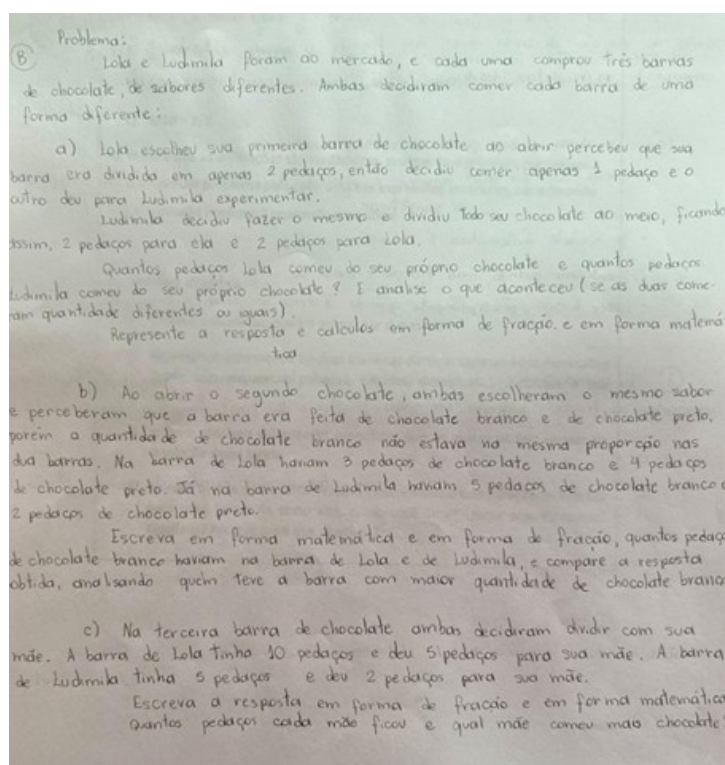 Problema:
B Lola e Ludmila foram ao mercado, e cada uma comprou três barras
de chocolate, de sabores diferentes. Ambas decidiram comer cada barra de uma
forma diferente:
a) Lola escolheu sua primeira barra de chocolate ao abrir percebeu que sua
barra era dividida em apenas 2 pedaços, então decidiu comer apenas 1 pedaço e o
outro deu para Ludmila experimentar.
Ludmila decidiu fazer o mesmo e dividiu todo seu chocolate ao meio, ficando
assim, 2 pedaços para ela e 2 pedaços para Lola.
Quantos pedaços Lola comeu do seu próprio chocolate e quantos pedaços
Ludmila comeu do seu próprio chocolate? E analise o que aconteceu (se as duas come-
ram quantidade diferentes ou iguais).
Represente a resposta e calculos em forma de fracção. e em forma matemá
tica
b) Ao abrir o segundo chocolate, ambas escolheram o mesmo sabor
e perceberam que a barra era feita de chocolate branco e de chocolate preto,
porém a quantidade de chocolate branco não estava na mesma proporção nas
dua barras. Na barra de Lola haviam 3 pedaços de chocolate branco e 4 pedaços
de chocolate preto. Já na barra de Ludimila haviam 5 pedaços de chocolate branco e
2 pedaços de chocolate preto.
Escreva em forma matemática e em forma de fracção, quantos pedaç
de chocolate branco haviam na barra de Lola e de Ludimila, e compare a resposta
obtida, analsando quem teve a barra com maior quantidade de chocolate branc
c) Na terceira barra de chocolate ambas decidiram dividir com sua
mãe. A barra de Lola tinha 10 pedaços e deu 5 pedaços para sua mãe. A barra
de Ludmila tinha 5 pedaços e deu 2 pedaços para sua mãe.
Escreva a resposta em forma de fracção e em forma matemática
Quantos pedaços cada mãe ficou e qual mãe comeu mais chocolate